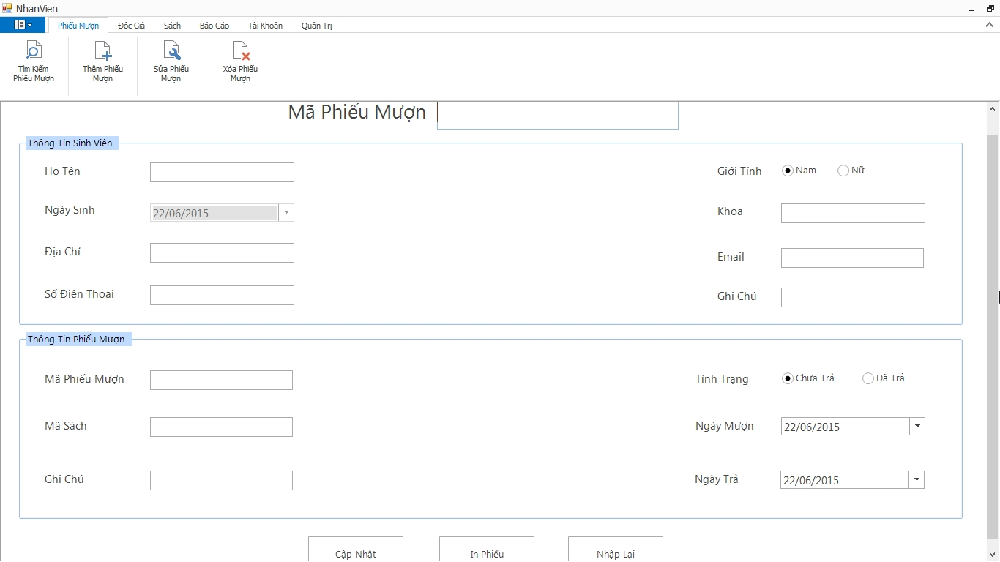 NhanVien
Phiếu Mượn Đôc Giả Sách Báo Cáo Tài Khoản Quản Trị
Tìm Kiếm Phiếu Mượn
Thêm Phiếu Mượn
Sửa Phiếu Mượn
Xóa Phiếu Mượn
Mã Phiếu Mượn
Thông Tin Sinh Viên
Họ Tên
Giới Tính Nam Nữ
Ngày Sinh 22/06/2015
Khoa
Địa Chỉ
Email
Số Điện Thoại
Ghi Chú
Thông Tin Phiếu Mượn
Mã Phiếu Mượn
Tình Trạng Chưa Trả Đã Trả
Mã Sách
Ngày Mượn 22/06/2015
Ghi Chú
Ngày Trả 22/06/2015
Cập Nhật In Phiếu Nhập Lại